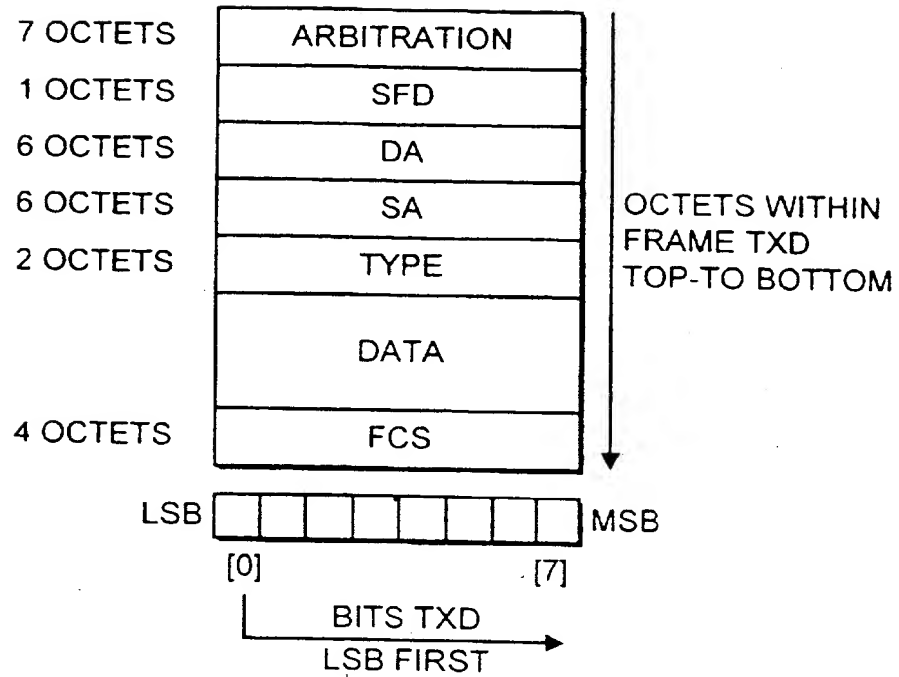 7 OCTETS ARBITRATION
1 OCTETS SFD
6 OCTETS DA
6 OCTETS SA
2 OCTETS TYPE
DATA
4 OCTETS FCS
OCTETS WITHIN
FRAME TXD
TOP-TO BOTTOM
LSB MSB
[0] [7]
BITS TXD
LSB FIRST